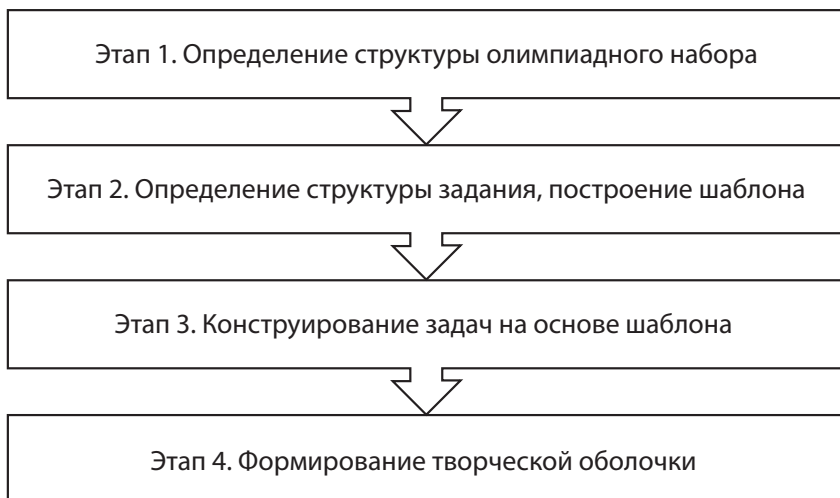 Этап 1. Определение структуры олимпиадного набора
Этап 2. Определение структуры задания, построение шаблона
Этап 3. Конструирование задач на основе шаблона
Этап 4. Формирование творческой оболочки